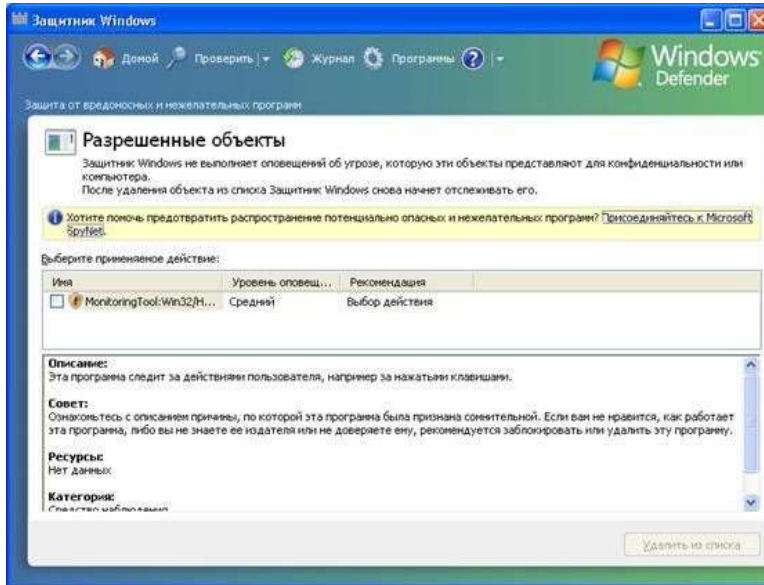 Защитник Windows
Домой Проверить Журнал Программы
Windows
Defender
Защита от вредоносных и нежелательных программ
Разрешенные объекты
Защитник Windows не выполняет оповещений об угрозе, которую эти объекты представляют для конфиденциальности или
компьютера.
После удаления объекта из списка Защитник Windows снова начнет отслеживать его.
Хотите помочь предотвратить распространение потенциально опасных и нежелательных программ? Присоединяйтесь к Microsoft
SpyNet.
Выберите применяемое действие:
Имя Уровень оповещ... Рекомендация
MonitoringTool:Win32/H... Средний Выбор действия
Описание:
Эта программа следит за действиями пользователя, например за нажатыми клавишами.
Совет:
Ознакомьтесь с описанием причины, по которой эта программа была признана сомнительной. Если вам не нравится, как работает
эта программа, либо вы не знаете ее издателя или не доверяете ему, рекомендуется заблокировать или удалить эту программу.
Ресурсы:
Нет данных
Категория:
Средство наблюдения
Удалить из списка